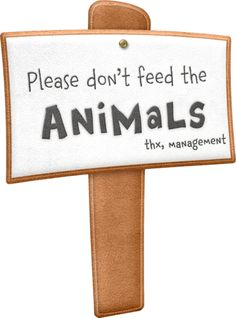 Please don't feed the
ANiMaLS
thx, management